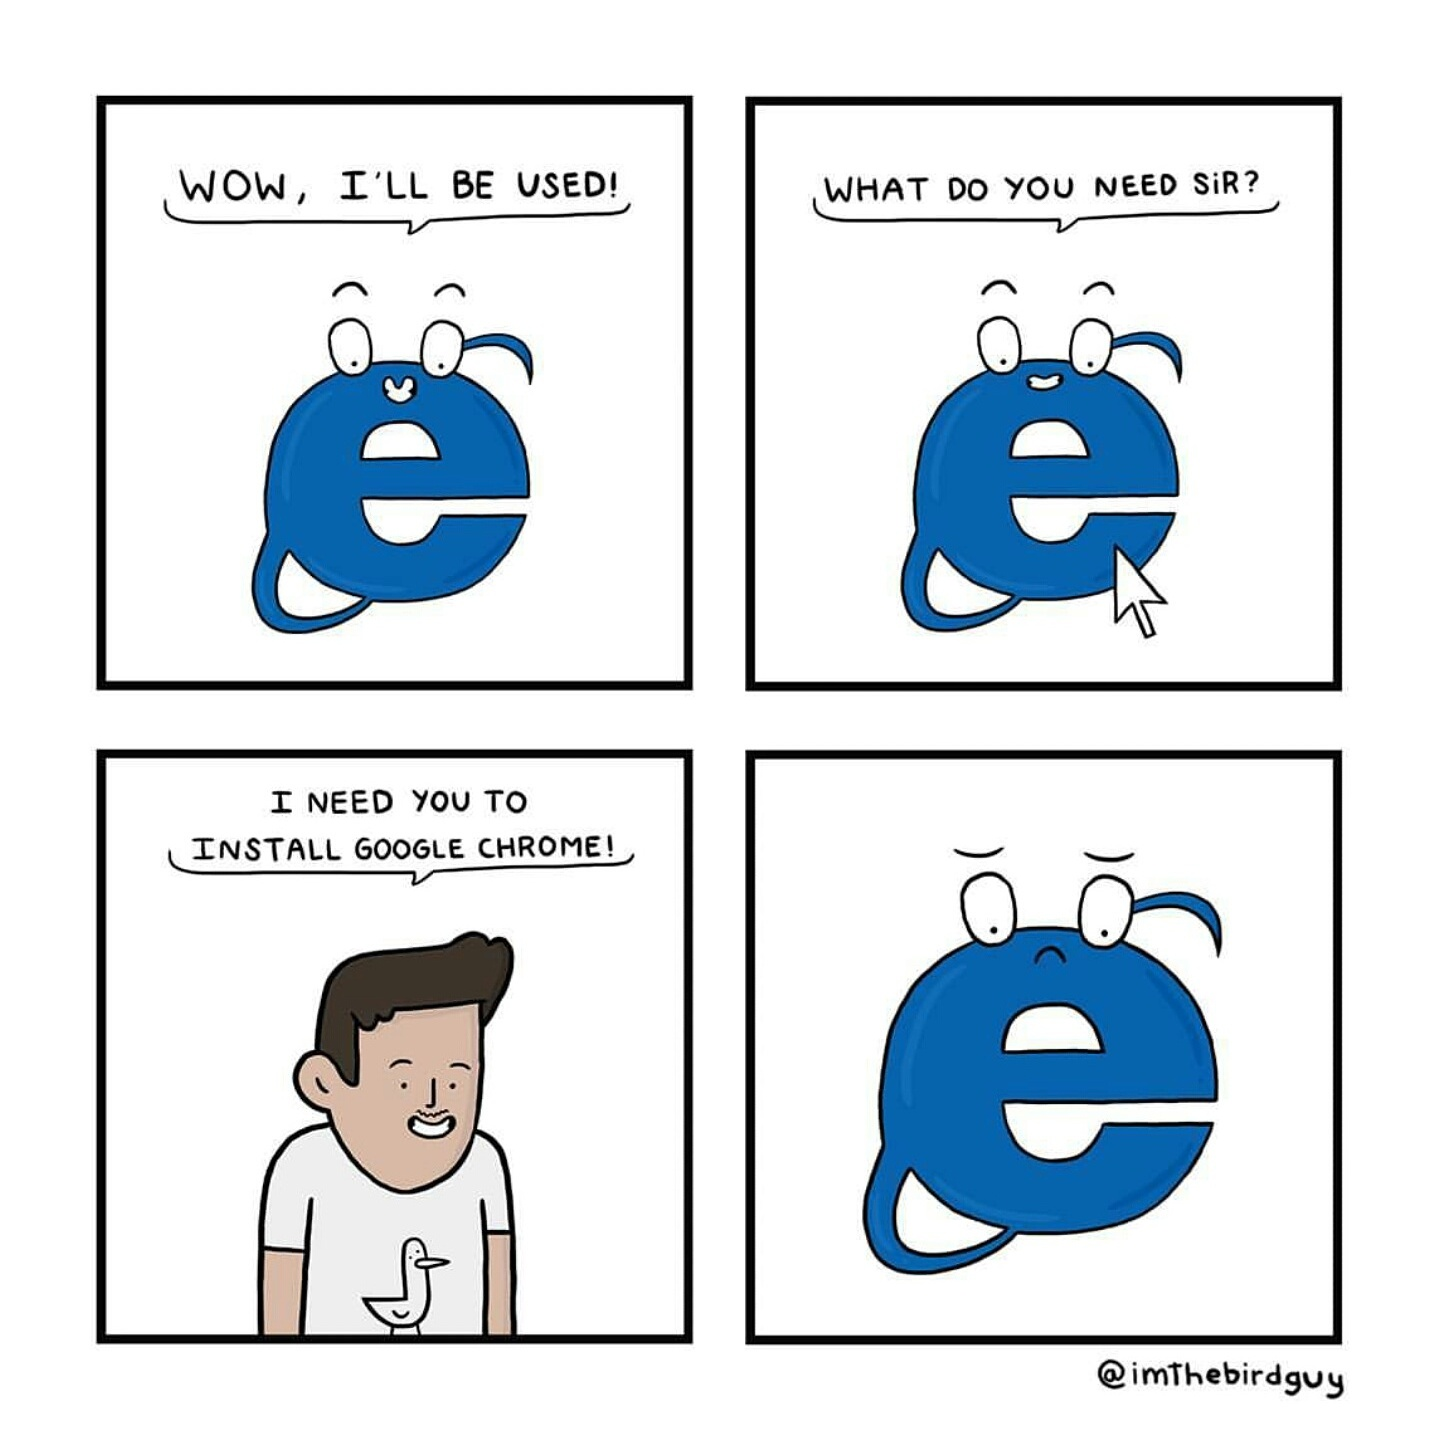 WOW, I'LL BE USED!
WHAT DO YOU NEED SiR?
I NEED YOU TO
INSTALL GOOGLE CHROME!
@imThebirdguy